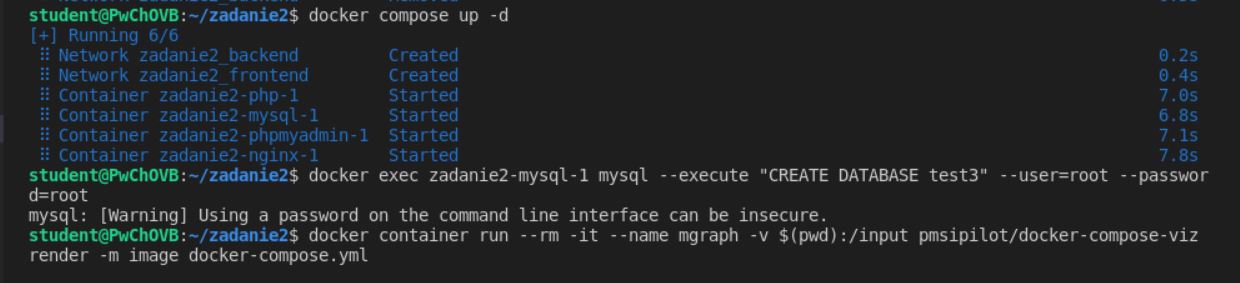 student@PwChOVB:~/zadanie2$ docker compose up -d
[+] Running 6/6
⠿ Network zadanie2_backend Created 0.2s
⠿ Network zadanie2_frontend Created 0.4s
⠿ Container zadanie2-php-1 Started 7.0s
⠿ Container zadanie2-mysql-1 Started 6.8s
⠿ Container zadanie2-phpmyadmin-1 Started 7.1s
⠿ Container zadanie2-nginx-1 Started 7.8s
student@PwChOVB:~/zadanie2$ docker exec zadanie2-mysql-1 mysql --execute "CREATE DATABASE test3" --user=root --passwor
d=root
mysql: [Warning] Using a password on the command line interface can be insecure.
student@PwChOVB:~/zadanie2$ docker container run --rm -it --name mgraph -v $(pwd):/input pmsipilot/docker-compose-viz
render -m image docker-compose.yml